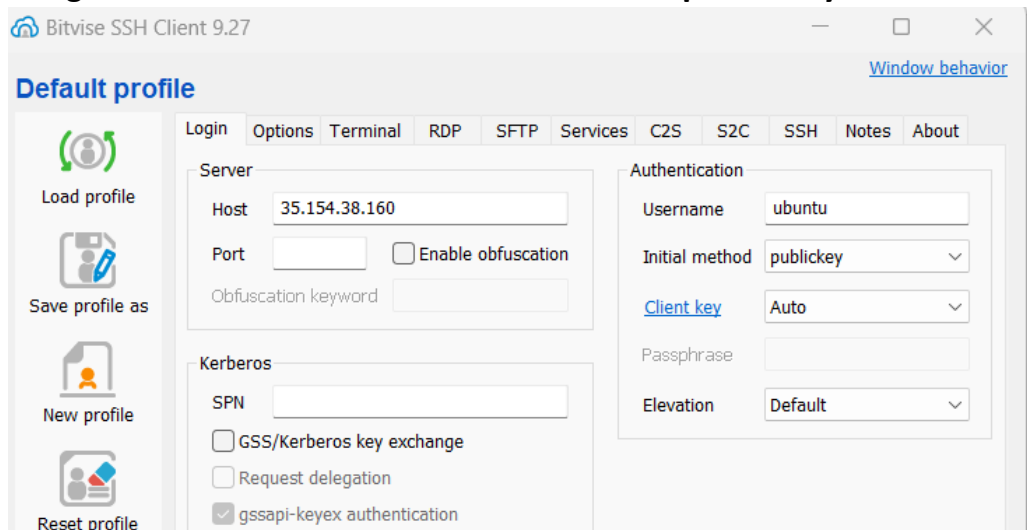 Bitvise SSH Client 9.27
Window behavior
Default profile
Load profile
Save profile as
New profile
Reset profile
Login Options Terminal RDP SFTP Services C2S S2C SSH Notes About
Server
Host 35.154.38.160
Port Enable obfuscation
Obfuscation keyword
Kerberos
SPN
GSS/Kerberos key exchange
Request delegation
gssapi-keyex authentication
Authentication
Username ubuntu
Initial method publickey
Client key Auto
Passphrase
Elevation Default